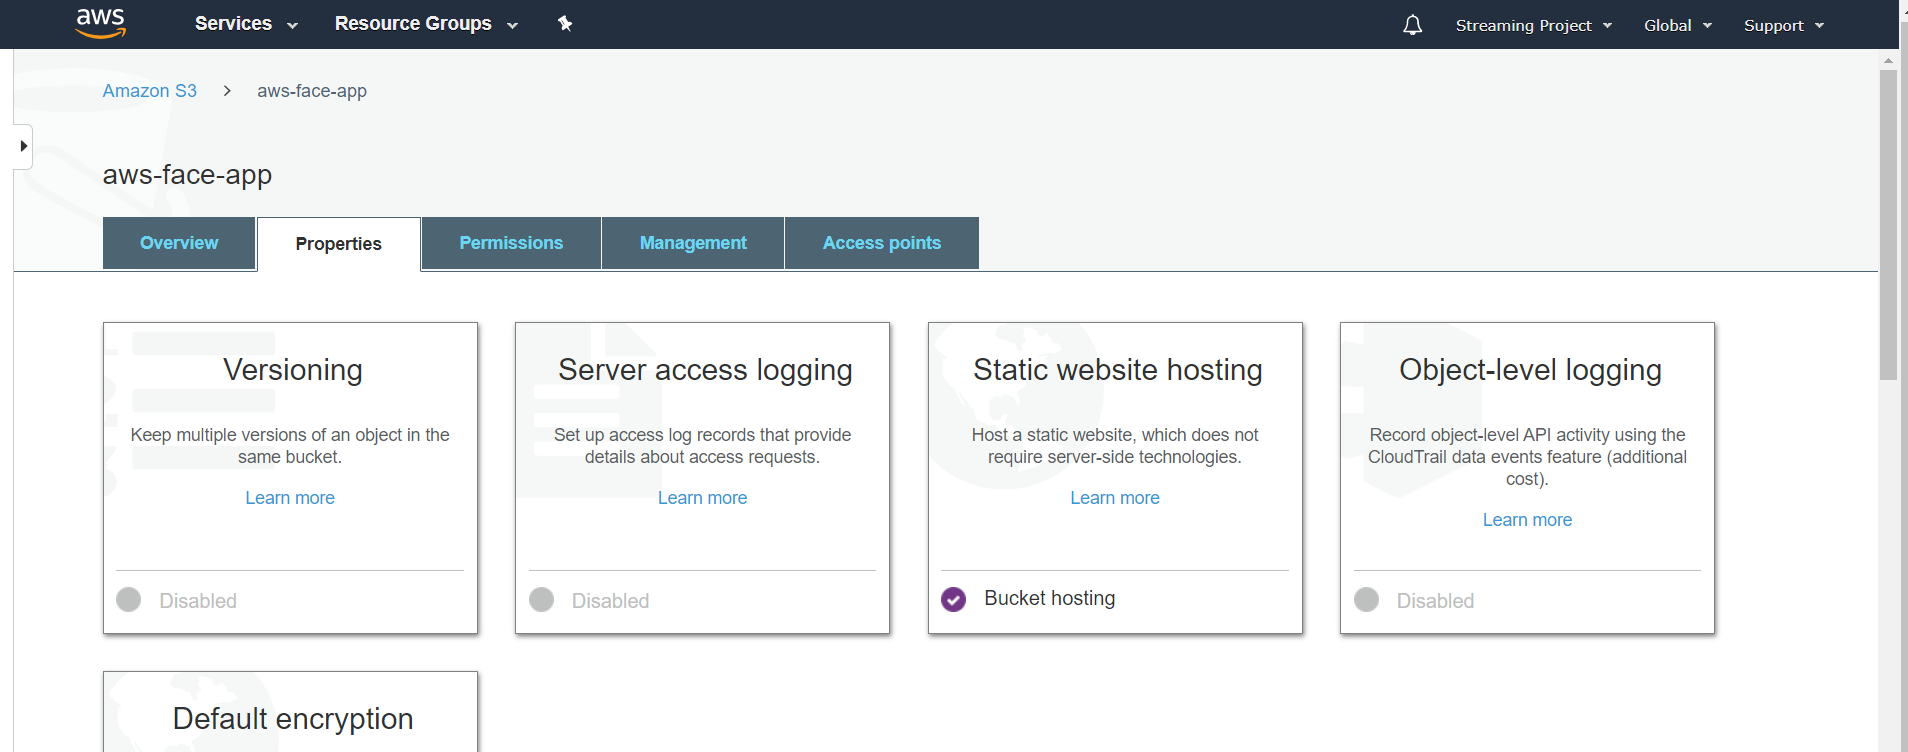 aws Services Resource Groups Streaming Project Global Support
Amazon S3 > aws-face-app
aws-face-app
Overview Properties Permissions Management Access points
Versioning
Keep multiple versions of an object in the
same bucket.
Learn more
Disabled
Server access logging
Set up access log records that provide
details about access requests.
Learn more
Disabled
Static website hosting
Host a static website, which does not
require server-side technologies.
Learn more
Bucket hosting
Object-level logging
Record object-level API activity using the
CloudTrail data events feature (additional
cost).
Learn more
Disabled
Default encryption